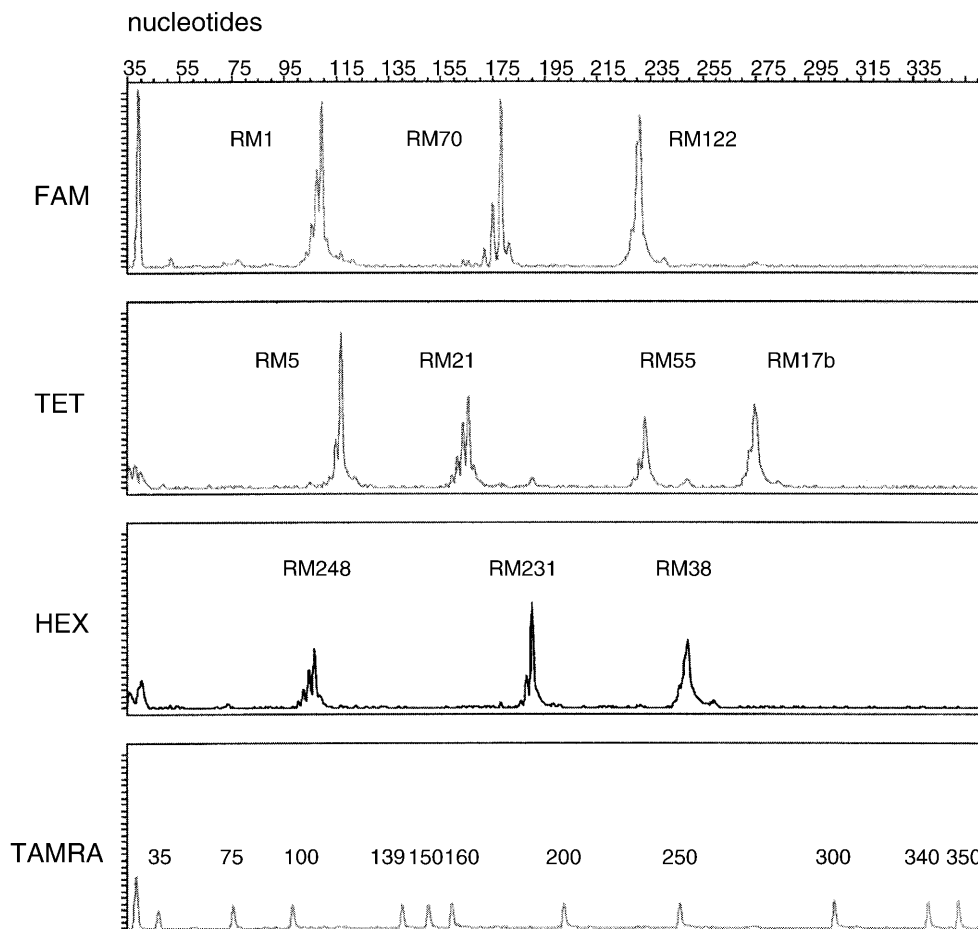 nucleotides
35 55 75 95 115 135 155 175 195 215 235 255 275 295 315 335
FAM
RM1 RM70 RM122
TET
RM5 RM21 RM55 RM17b
HEX
RM248 RM231 RM38
TAMRA
35 75 100 139 150 160 200 250 300 340 350